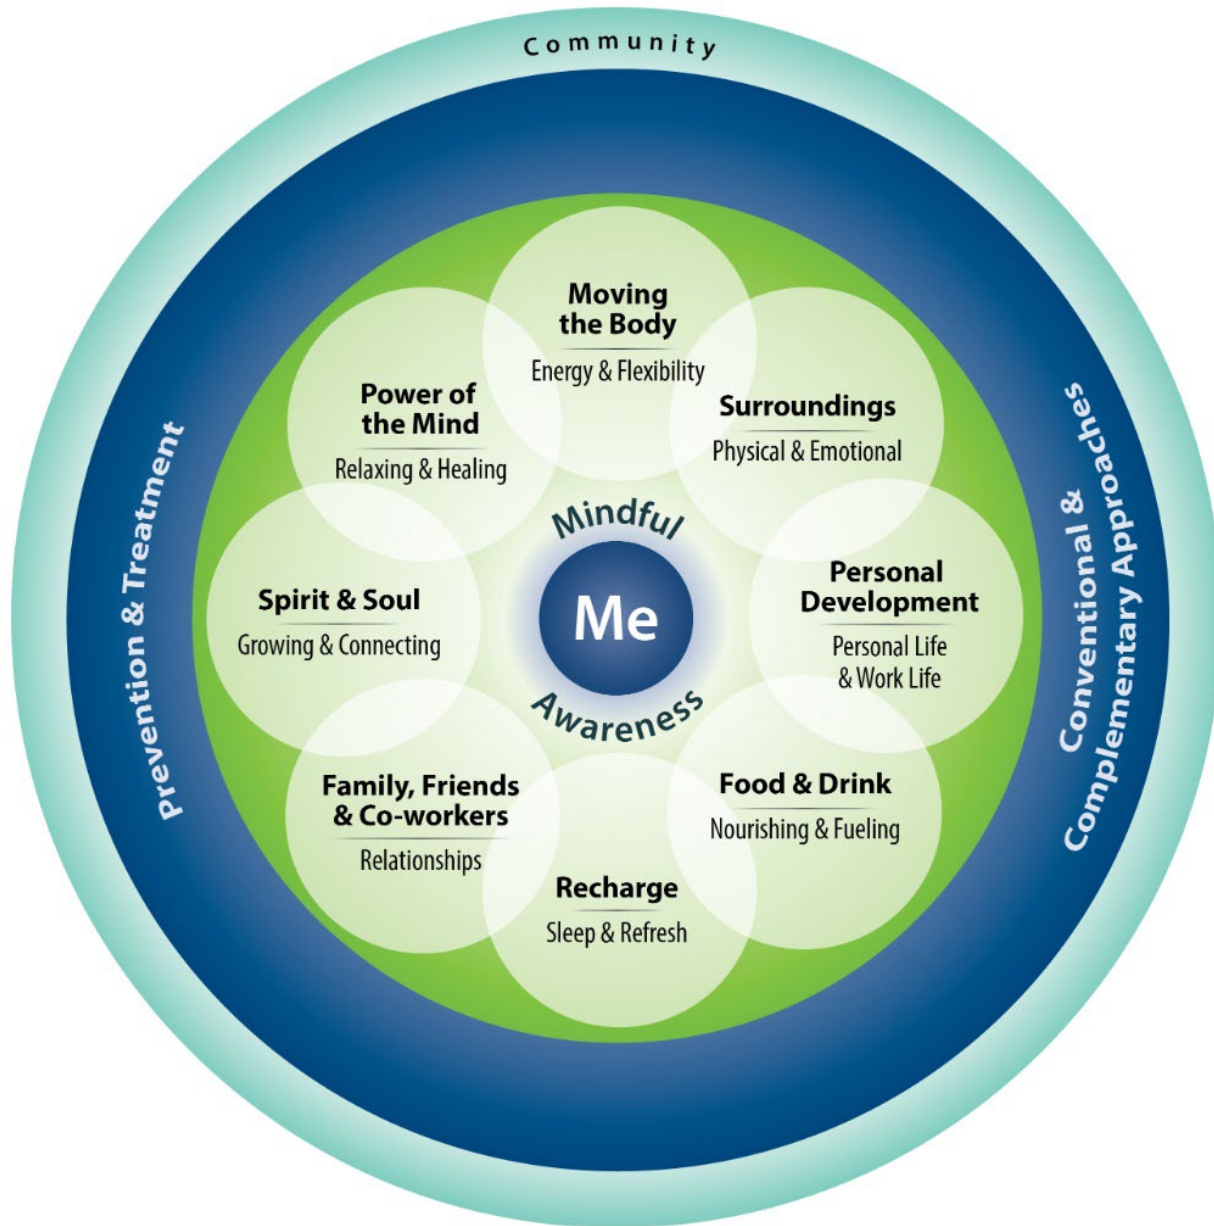 Community
Prevention & Treatment
Conventional &
Complementary Approaches
Moving
the Body
Energy & Flexibility
Surroundings
Physical & Emotional
Personal
Development
Personal Life
& Work Life
Food & Drink
Nourishing & Fueling
Recharge
Sleep & Refresh
Family, Friends
& Co-workers
Relationships
Spirit & Soul
Growing & Connecting
Power of
the Mind
Relaxing & Healing
Mindful
Me
Awareness